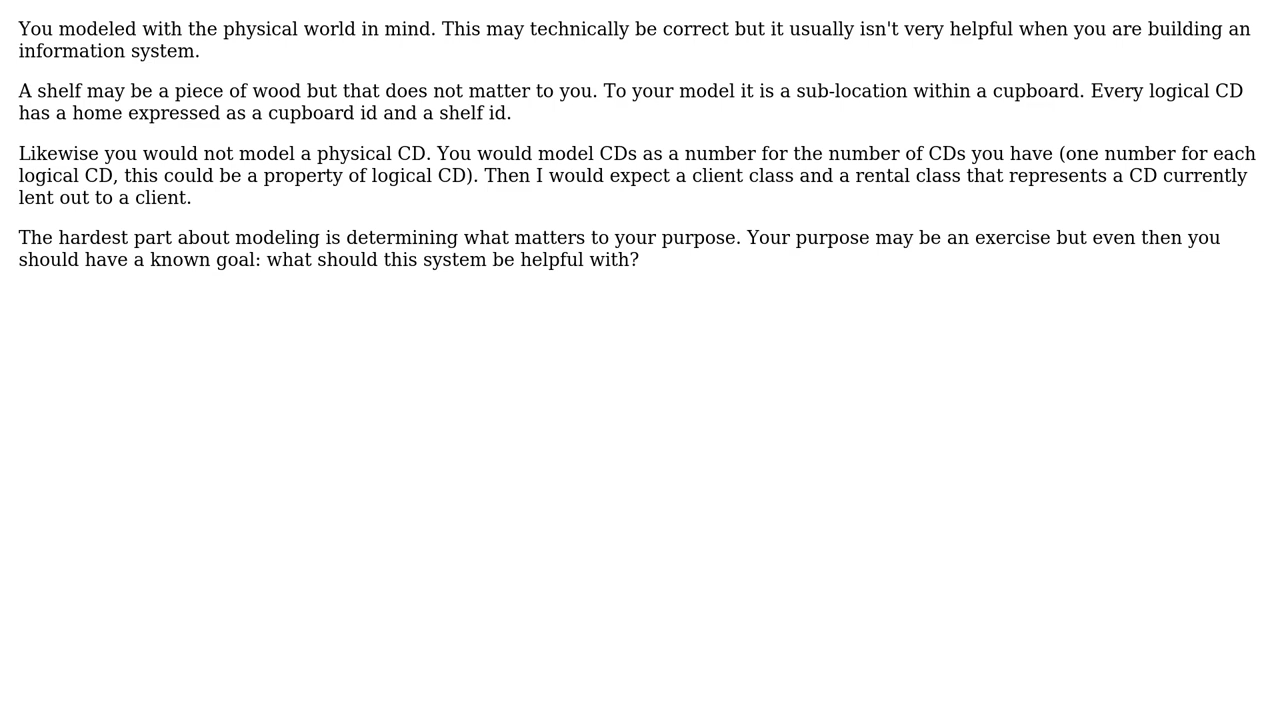 You modeled with the physical world in mind. This may technically be correct but it usually isn't very helpful when you are building an
information system.
A shelf may be a piece of wood but that does not matter to you. To your model it is a sub-location within a cupboard. Every logical CD
has a home expressed as a cupboard id and a shelf id.
Likewise you would not model a physical CD. You would model CDs as a number for the number of CDs you have (one number for each
logical CD, this could be a property of logical CD). Then I would expect a client class and a rental class that represents a CD currently
lent out to a client.
The hardest part about modeling is determining what matters to your purpose. Your purpose may be an exercise but even then you
should have a known goal: what should this system be helpful with?